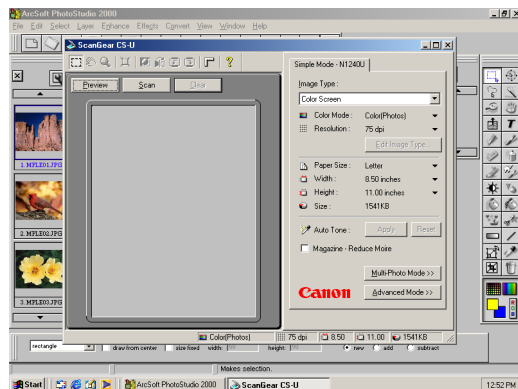 ArcSoft PhotoStudio 2000
File Edit Select Layer Enhance Effects Convert View Window Help
ScanGear CS-U
Simple Mode - N1240U
Preview Scan Clear
Image Type :
Color Screen
Color Mode : Color(Photos)
Resolution : 75 dpi
Edit Image Type...
Paper Size : Letter
Width : 8.50 inches
Height : 11.00 inches
Size : 1541KB
Auto Tone : Apply Reset
Magazine - Reduce Moire
Multi-Photo Mode >>
Canon Advanced Mode >>
1. MFLE01.JPG
2. MFLE02.JPG
3. MFLE03.JPG
Color(Photos) 75 dpi 8.50 11.00 1541KB
rectangle draw from center size fixed width: height: new add subtract
Makes selection.
Start ArcSoft PhotoStudio 2000 ScanGear CS-U 12:52 PM